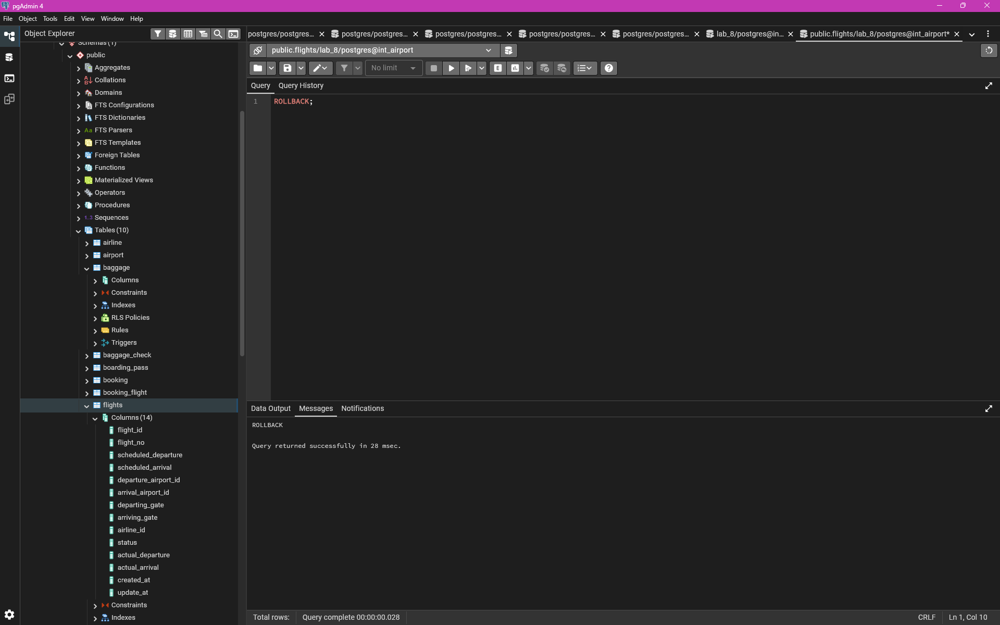 pgAdmin 4
File Object Tools Edit View Window Help
Object Explorer
postgres/postgres... postgres/postgres... postgres/postgres... postgres/postgres... postgres/postgres... lab_8/postgres@in... public.flights/lab_8/postgres@int_airport*
Schemas (1)
public
Aggregates
Collations
Domains
FTS Configurations
FTS Dictionaries
Aa FTS Parsers
FTS Templates
Foreign Tables
Functions
Materialized Views
Operators
Procedures
1..3 Sequences
Tables (10)
airline
airport
baggage
Columns
Constraints
Indexes
RLS Policies
Rules
Triggers
baggage_check
boarding_pass
booking
booking_flight
flights
Columns (14)
flight_id
flight_no
scheduled_departure
scheduled_arrival
departure_airport_id
arrival_airport_id
departing_gate
arriving_gate
airline_id
status
actual_departure
actual_arrival
created_at
update_at
Constraints
Indexes
public.flights/lab_8/postgres@int_airport
No limit
E
Query Query History
1 ROLLBACK;
Data Output Messages Notifications
ROLLBACK
Query returned successfully in 28 msec.
Total rows: Query complete 00:00:00.028 CRLF Ln 1, Col 10